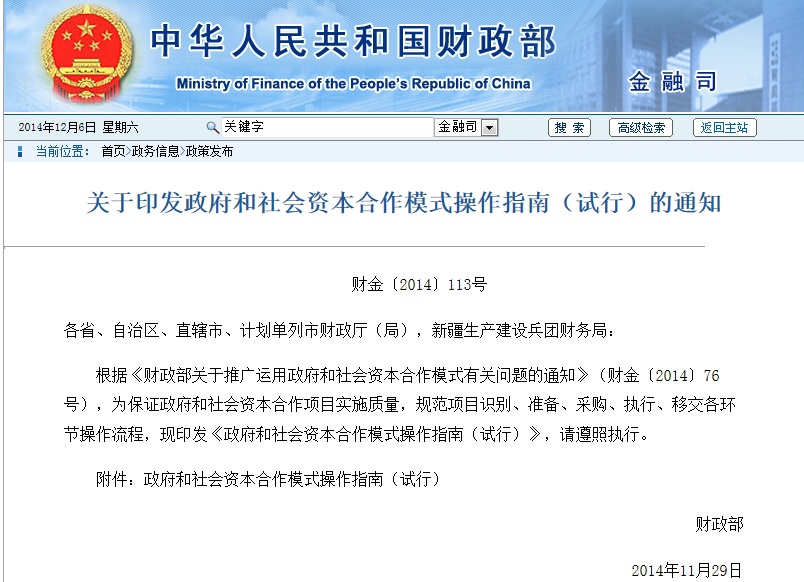 中华人民共和国财政部
Ministry of Finance of the People's Republic of China
金融司
2014年12月6日 星期六
关键字
金融司
搜 索
高级检索
返回主站
当前位置： 首页>政务信息>政策发布
关于印发政府和社会资本合作模式操作指南（试行）的通知
财金〔2014〕113号
各省、自治区、直辖市、计划单列市财政厅（局），新疆生产建设兵团财务局：
根据《财政部关于推广运用政府和社会资本合作模式有关问题的通知》（财金〔2014〕76
号），为保证政府和社会资本合作项目实施质量，规范项目识别、准备、采购、执行、移交各环
节操作流程，现印发《政府和社会资本合作模式操作指南（试行）》，请遵照执行。
附件：政府和社会资本合作模式操作指南（试行）
财政部
2014年11月29日